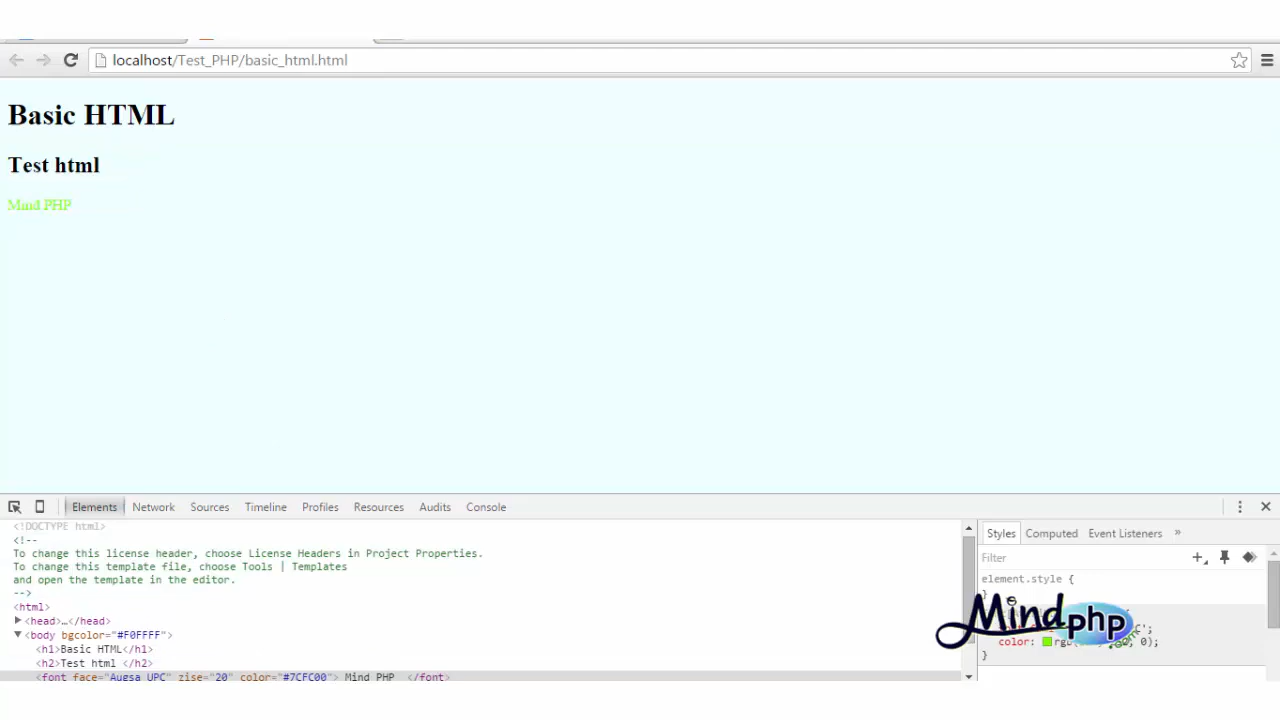 localhost/Test_PHP/basic_html.html
Basic HTML
Test html
Mind PHP
Elements Network Sources Timeline Profiles Resources Audits Console
<!DOCTYPE html>
<!--
To change this license header, choose License Headers in Project Properties.
To change this template file, choose Tools | Templates
and open the template in the editor.
-->
<html>
<head>…</head>
<body bgcolor="#F0FFFF">
<h1>Basic HTML</h1>
<h2>Test html </h2>
<font face="Augsa UPC" zise="20" color="#7CFC00"> Mind PHP </font>
Styles Computed Event Listeners »
Filter
element.style {
}
{
';
color: 0);
}
Mindphp